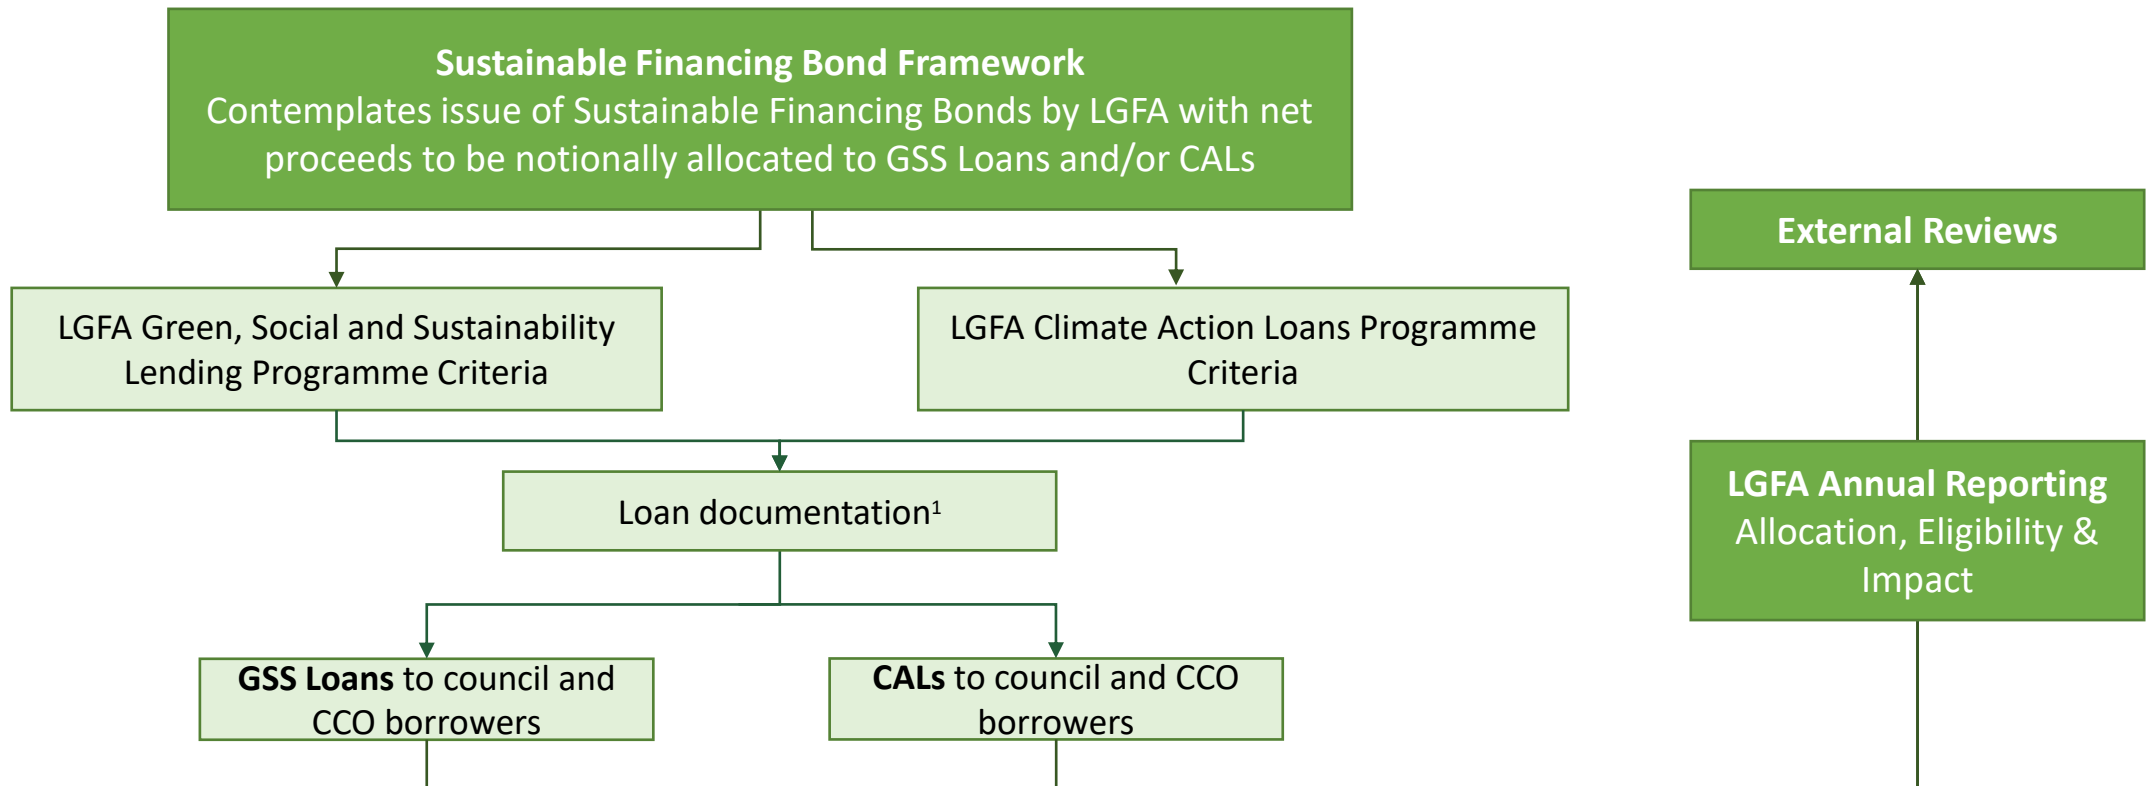 Sustainable Financing Bond Framework
Contemplates issue of Sustainable Financing Bonds by LGFA with net
proceeds to be notionally allocated to GSS Loans and/or CALs
External Reviews
LGFA Green, Social and Sustainability
Lending Programme Criteria
LGFA Climate Action Loans Programme
Criteria
Loan documentation¹
LGFA Annual Reporting
Allocation, Eligibility &
Impact
GSS Loans to council and
CCO borrowers
CALs to council and CCO
borrowers